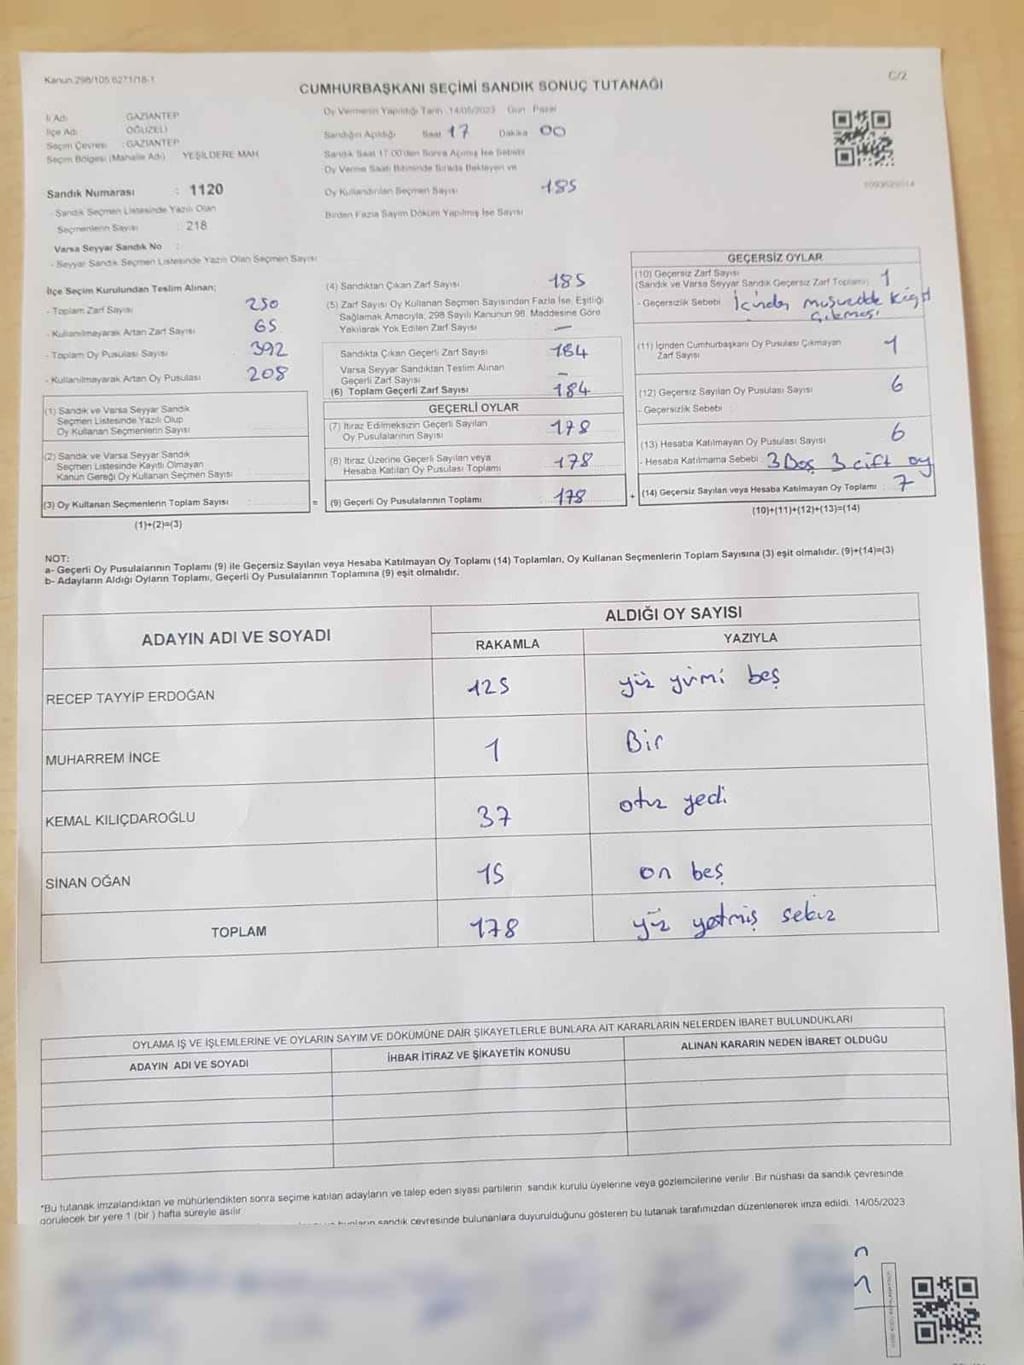 Kanun.298/105.6271/18-1
C/2
CUMHURBAŞKANI SEÇİMİ SANDIK SONUÇ TUTANAĞI
İl Adı : GAZİANTEP
İlçe Adı : OĞUZELİ
Seçim Çevresi : GAZİANTEP
Seçim Bölgesi (Mahalle Adı) : YEŞİLDERE MAH
Sandık Numarası : 1120
- Sandık Seçmen Listesinde Yazılı Olan
Seçmenlerin Sayısı : 218
Varsa Seyyar Sandık No :
- Seyyar Sandık Seçmen Listesinde Yazılı Olan Seçmen Sayısı
Oy Vermenin Yapıldığı Tarih :14/05/2023 Gün : Pazar
Sandığın Açıldığı Saat 17 Dakika 00
Sandık Saat 17:00'den Sonra Açılmış İse Sebebi
Oy Verme Saati Bitiminde Sırada Bekleyen ve
Oy Kullandırılan Seçmen Sayısı 185
Birden Fazla Sayım Döküm Yapılmış İse Sayısı
İlçe Seçim Kurulundan Teslim Alınan;
- Toplam Zarf Sayısı 250
- Kullanılmayarak Artan Zarf Sayısı 65
- Toplam Oy Pusulası Sayısı 392
- Kullanılmayarak Artan Oy Pusulası 208
(1) Sandık ve Varsa Seyyar Sandık
Seçmen Listesinde Yazılı Olup
Oy Kullanan Seçmenlerin Sayısı
(2) Sandık ve Varsa Seyyar Sandık
Seçmen Listesinde Kayıtlı Olmayan
Kanun Gereği Oy Kullanan Seçmen Sayısı
(3) Oy Kullanan Seçmenlerin Toplam Sayısı =
(1)+(2)=(3)
(4) Sandıktan Çıkan Zarf Sayısı 185
(5) Zarf Sayısı Oy Kullanan Seçmen Sayısından Fazla İse, Eşitliği
Sağlamak Amacıyla; 298 Sayılı Kanunun 98. Maddesine Göre
Yakılarak Yok Edilen Zarf Sayısı —
Sandıkta Çıkan Geçerli Zarf Sayısı 184
Varsa Seyyar Sandıktan Teslim Alınan
Geçerli Zarf Sayısı —
(6) Toplam Geçerli Zarf Sayısı 184
GEÇERLİ OYLAR
(7) İtiraz Edilmeksizin Geçerli Sayılan
Oy Pusulalarının Sayısı 178
(8) İtiraz Üzerine Geçerli Sayılan veya
Hesaba Katılan Oy Pusulası Toplamı 178
(9) Geçerli Oy Pusulalarının Toplamı 178 +
GEÇERSİZ OYLAR
(10) Geçersiz Zarf Sayısı
(Sandık ve Varsa Seyyar Sandık Geçersiz Zarf Toplamı) 1
- Geçersizlik Sebebi : İçinden
çıkması
(11) İçinden Cumhurbaşkanı Oy Pusulası Çıkmayan
Zarf Sayısı 1
(12) Geçersiz Sayılan Oy Pusulası Sayısı 6
- Geçersizlik Sebebi :
(13) Hesaba Katılmayan Oy Pusulası Sayısı 6
- Hesaba Katılmama Sebebi : 3 Boş 3 çift oy
(14) Geçersiz Sayılan veya Hesaba Katılmayan Oy Toplamı : 7
(10)+(11)+(12)+(13)=(14)
NOT:
a- Geçerli Oy Pusulalarının Toplamı (9) ile Geçersiz Sayılan veya Hesaba Katılmayan Oy Toplamı (14) Toplamları, Oy Kullanan Seçmenlerin Toplam Sayısına (3) eşit olmalıdır. (9)+(14)=(3)
b- Adayların Aldığı Oyların Toplamı, Geçerli Oy Pusulalarının Toplamına (9) eşit olmalıdır.
ADAYIN ADI VE SOYADI
ALDIĞI OY SAYISI
RAKAMLA YAZIYLA
RECEP TAYYİP ERDOĞAN 125 yüz yirmi beş
MUHARREM İNCE 1 Bir
KEMAL KILIÇDAROĞLU 37 otuz yedi
SİNAN OĞAN 15 on beş
TOPLAM 178 yüz yetmiş sekiz
OYLAMA İŞ VE İŞLEMLERİNE VE OYLARIN SAYIM VE DÖKÜMÜNE DAİR ŞİKAYETLERLE BUNLARA AİT KARARLARIN NELERDEN İBARET BULUNDUKLARI
ADAYIN ADI VE SOYADI İHBAR İTİRAZ VE ŞİKAYETİN KONUSU ALINAN KARARIN NEDEN İBARET OLDUĞU
*Bu tutanak imzalandıktan ve mühürlendikten sonra seçime katılan adayların ve talep eden siyasi partilerin sandık kurulu üyelerine veya gözlemcilerine verilir. Bir nüshası da sandık çevresinde
görülecek bir yere 1 (bir ) hafta süreyle asılır.
sandık çevresinde bulunanlara duyurulduğunu gösteren bu tutanak tarafımızdan düzenlenerek imza edildi. 14/05/2023